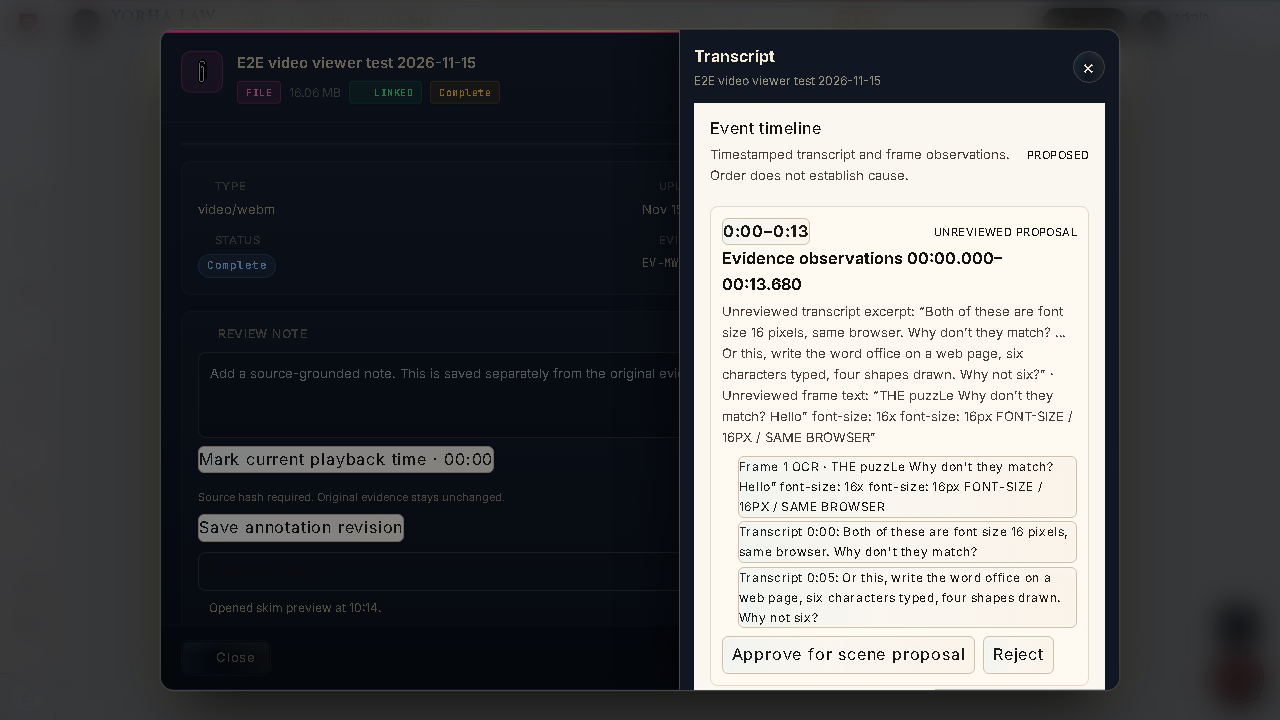 YORHA LAW
Admin
E2E video viewer test 2026-11-15
FILE 16.06 MB LINKED Complete
TYPE
video/webm
Nov 15
STATUS
Complete
EV-MW
REVIEW NOTE
Add a source-grounded note. This is saved separately from the original evi
Mark current playback time · 00:00
Source hash required. Original evidence stays unchanged.
Save annotation revision
Opened skim preview at 10:14.
Close
Transcript
E2E video viewer test 2026-11-15
×
Event timeline
Timestamped transcript and frame observations.
Order does not establish cause.
PROPOSED
0:00–0:13
UNREVIEWED PROPOSAL
Evidence observations 00:00.000–
00:13.680
Unreviewed transcript excerpt: “Both of these are font
size 16 pixels, same browser. Why don’t they match? …
Or this, write the word office on a web page, six
characters typed, four shapes drawn. Why not six?” ·
Unreviewed frame text: “THE puzzLe Why don’t they
match? Hello” font-size: 16x font-size: 16px FONT-SIZE /
16PX / SAME BROWSER”
Frame 1 OCR · THE puzzLe Why don't they match?
Hello” font-size: 16x font-size: 16px FONT-SIZE /
16PX / SAME BROWSER
Transcript 0:00: Both of these are font size 16 pixels,
same browser. Why don't they match?
Transcript 0:05: Or this, write the word office on a
web page, six characters typed, four shapes drawn.
Why not six?
Approve for scene proposal
Reject